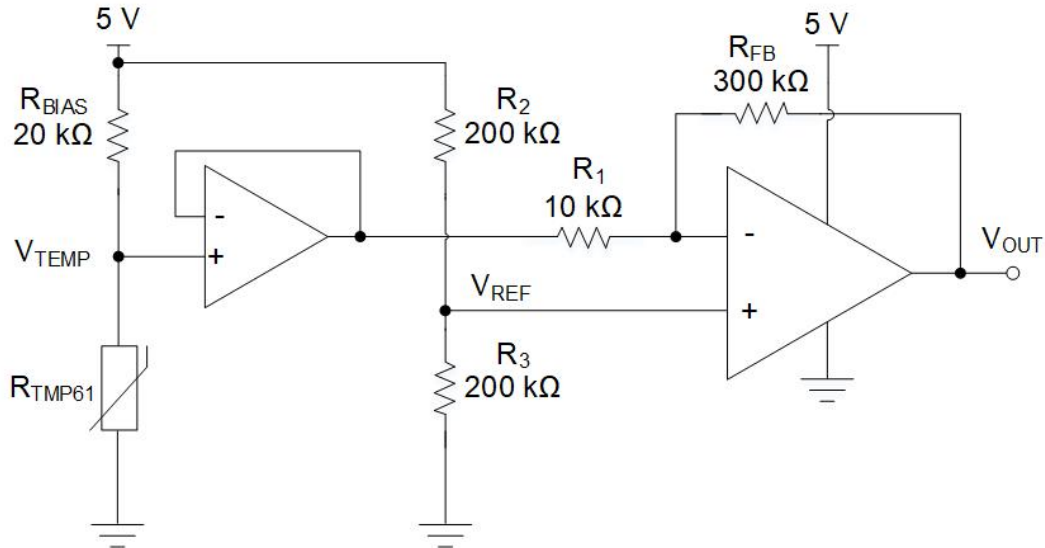 5 V
5 V
RBIAS
20 kΩ
R2
200 kΩ
RFB
300 kΩ
R1
10 kΩ
-
+
VTEMP
-
+
VOUT
VREF
RTMP61
R3
200 kΩ